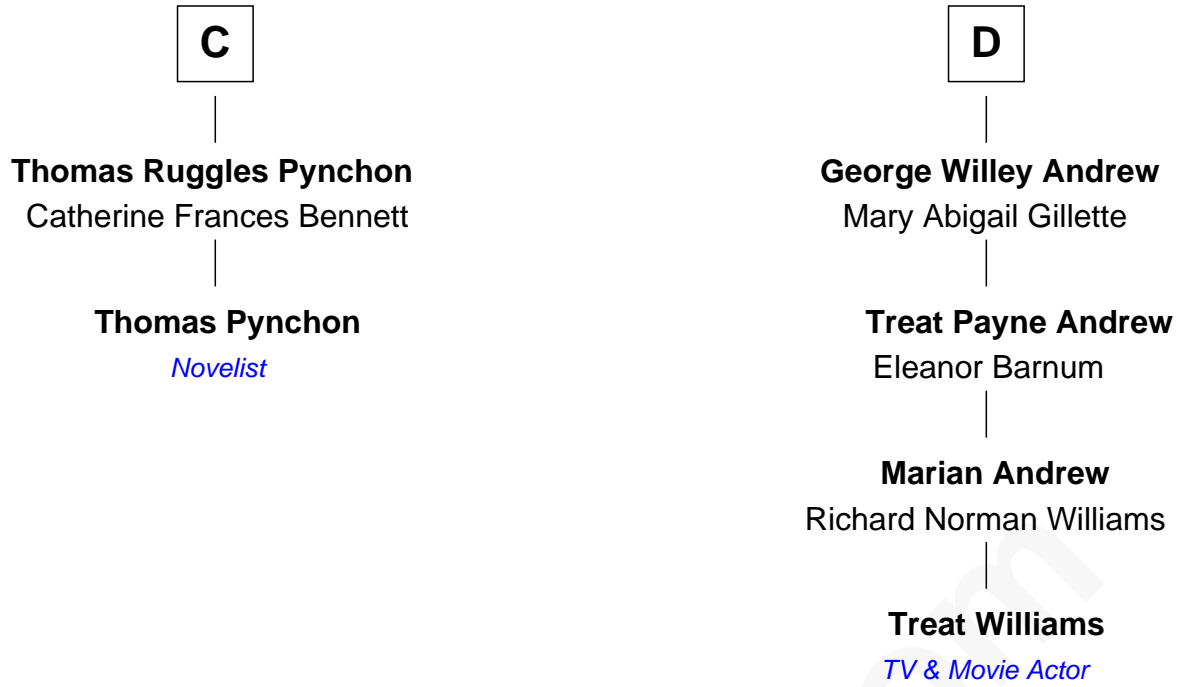 C
Thomas Ruggles Pynchon
Catherine Frances Bennett
Thomas Pynchon
Novelist
D
George Willey Andrew
Mary Abigail Gillette
Treat Payne Andrew
Eleanor Barnum
Marian Andrew
Richard Norman Williams
Treat Williams
TV & Movie Actor